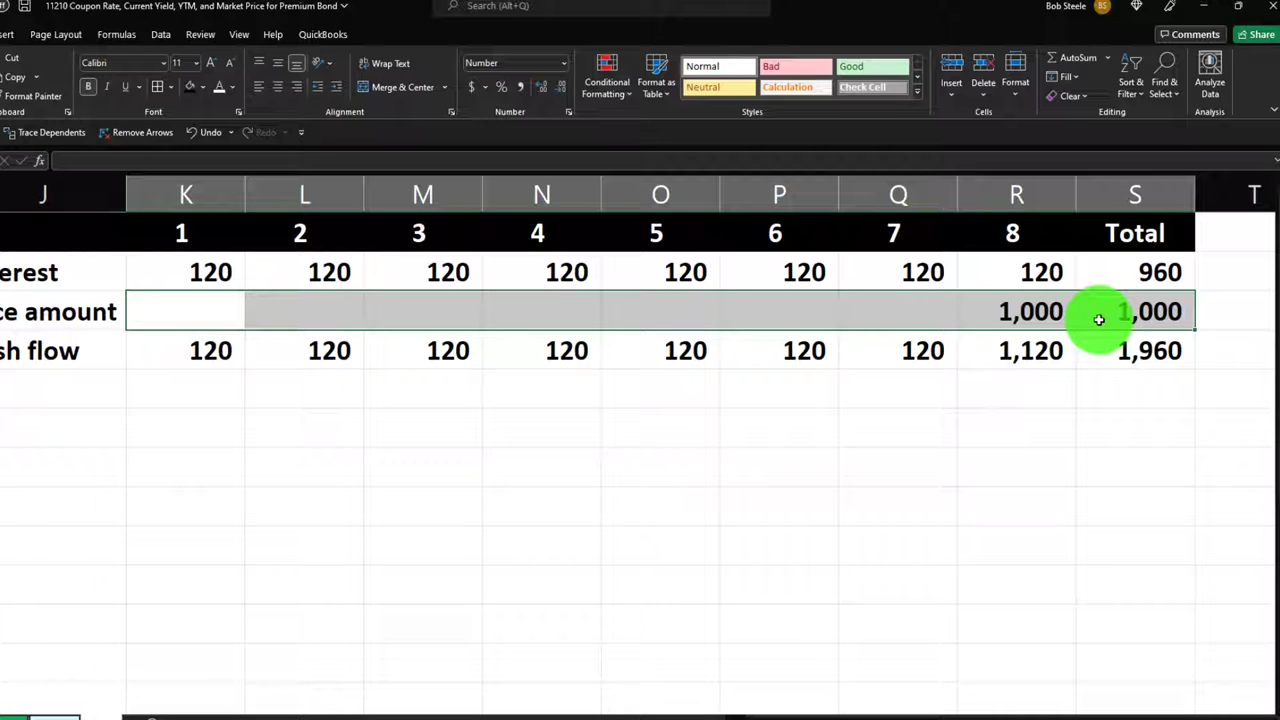 11210 Coupon Rate, Current Yield, YTM, and Market Price for Premium Bond
Search (Alt+Q)
Bob Steele BS
Page Layout Formulas Data Review View Help QuickBooks Comments Share
Cut
Copy
Format Painter
Calibri 11
B I U A
Wrap Text
Merge & Center
Number
$ % ,
Conditional Formatting
Format as Table
Normal Bad Good
Neutral Calculation Check Cell
Insert Delete Format
AutoSum
Fill
Clear
Sort & Filter
Find & Select
Analyze Data
Font Alignment Number Styles Cells Editing Analysis
Trace Dependents Remove Arrows Undo Redo
fx
J K L M N O P Q R S T
1 2 3 4 5 6 7 8 Total
erest 120 120 120 120 120 120 120 120 960
ce amount 1,000 1,000
sh flow 120 120 120 120 120 120 120 1,120 1,960